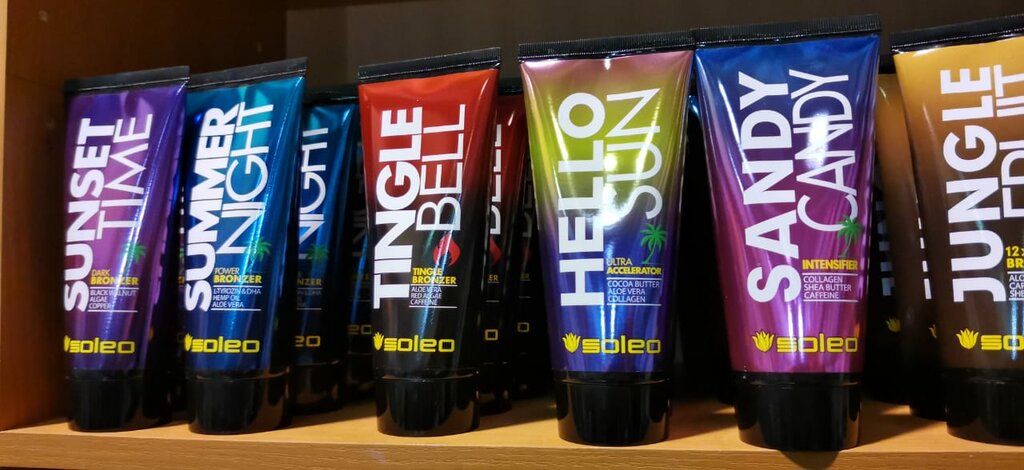 SUNSET
TIME
DARK
BRONZER
BLACK WALNUT
ALGAE
COPPER
soleo
SUMMER
NIGHT
POWER
BRONZER
L-TYROZIN & DHA
HEMP OIL
ALOE VERA
soleo
NIGHT
TINGLE
BELL
TINGLE
BRONZER
ALOE VERA
RED ALGAE
CAFFEINE
soleo
HELLO
SUN
ULTRA
ACCELERATOR
COCOA BUTTER
ALOE VERA
COLLAGEN
soleo
SANDY
CANDY
INTENSIFIER
COLLAGEN
SHEA BUTTER
CAFFEINE
soleo
JUNGLE